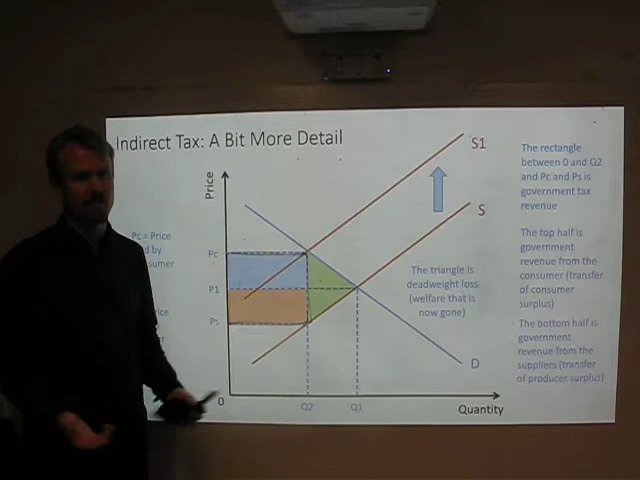 Indirect Tax: A Bit More Detail
Price
S1
S
Pc = Price
d by
sumer
rice
Pc
P1
Ps
0
Q2
Q1
Quantity
D
The triangle is
deadweight loss
(welfare that is
now gone)
The rectangle
between 0 and Q2
and Pc and Ps is
government tax
revenue
The top half is
government
revenue from the
consumer (transfer
of consumer
surplus)
The bottom half is
government
revenue from the
suppliers (transfer
of producer surplus)